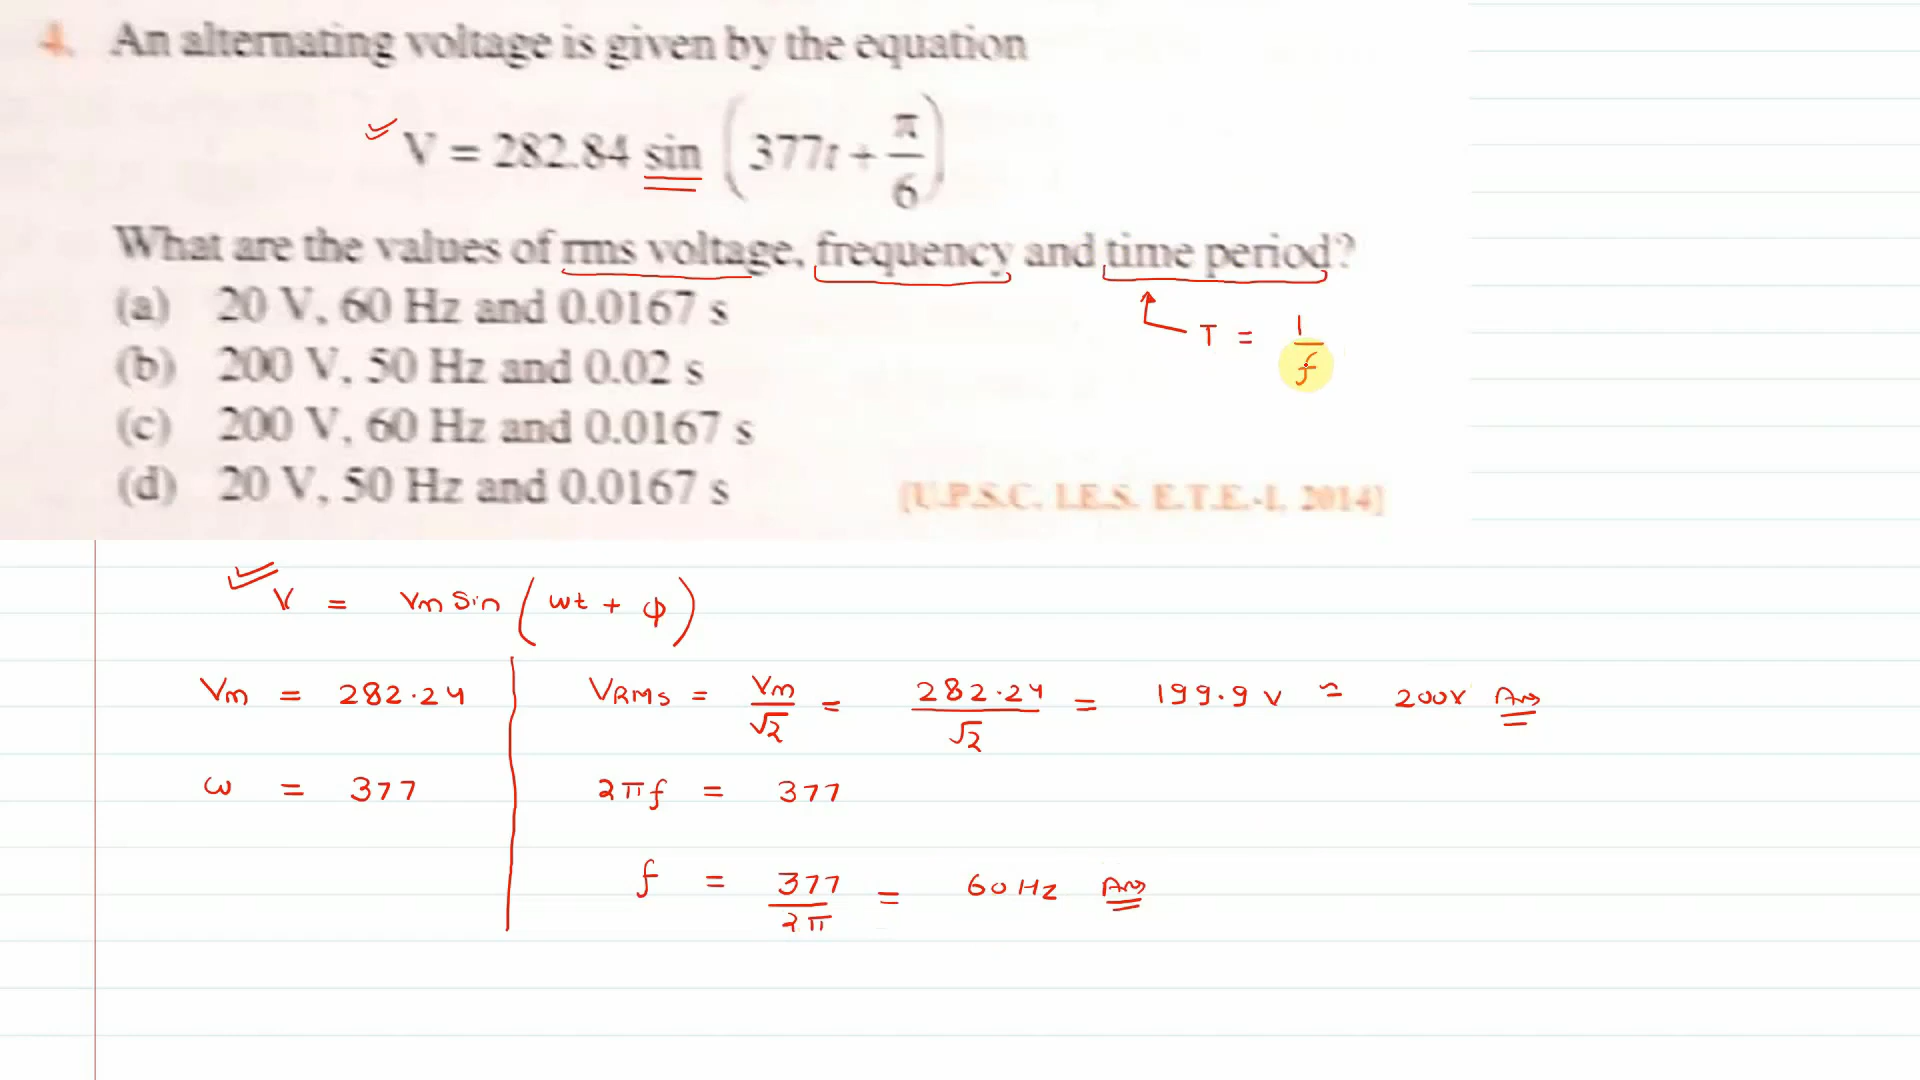 4. An alternating voltage is given by the equation
V = 282.84 sin (377t + π/6)
What are the values of rms voltage, frequency and time period?
(a) 20 V, 60 Hz and 0.0167 s
T = 1/f
(b) 200 V, 50 Hz and 0.02 s
(c) 200 V, 60 Hz and 0.0167 s
(d) 20 V, 50 Hz and 0.0167 s
[U.P.S.C. I.E.S. E.T.E.-I, 2014]
V = Vm Sin (wt + ϕ)
Vm = 282.24
VRMS = Vm/√2 = 282.24/√2 = 199.9 V ≃ 200V Ans
ω = 377
2πf = 377
f = 377/2π = 60 Hz Ans